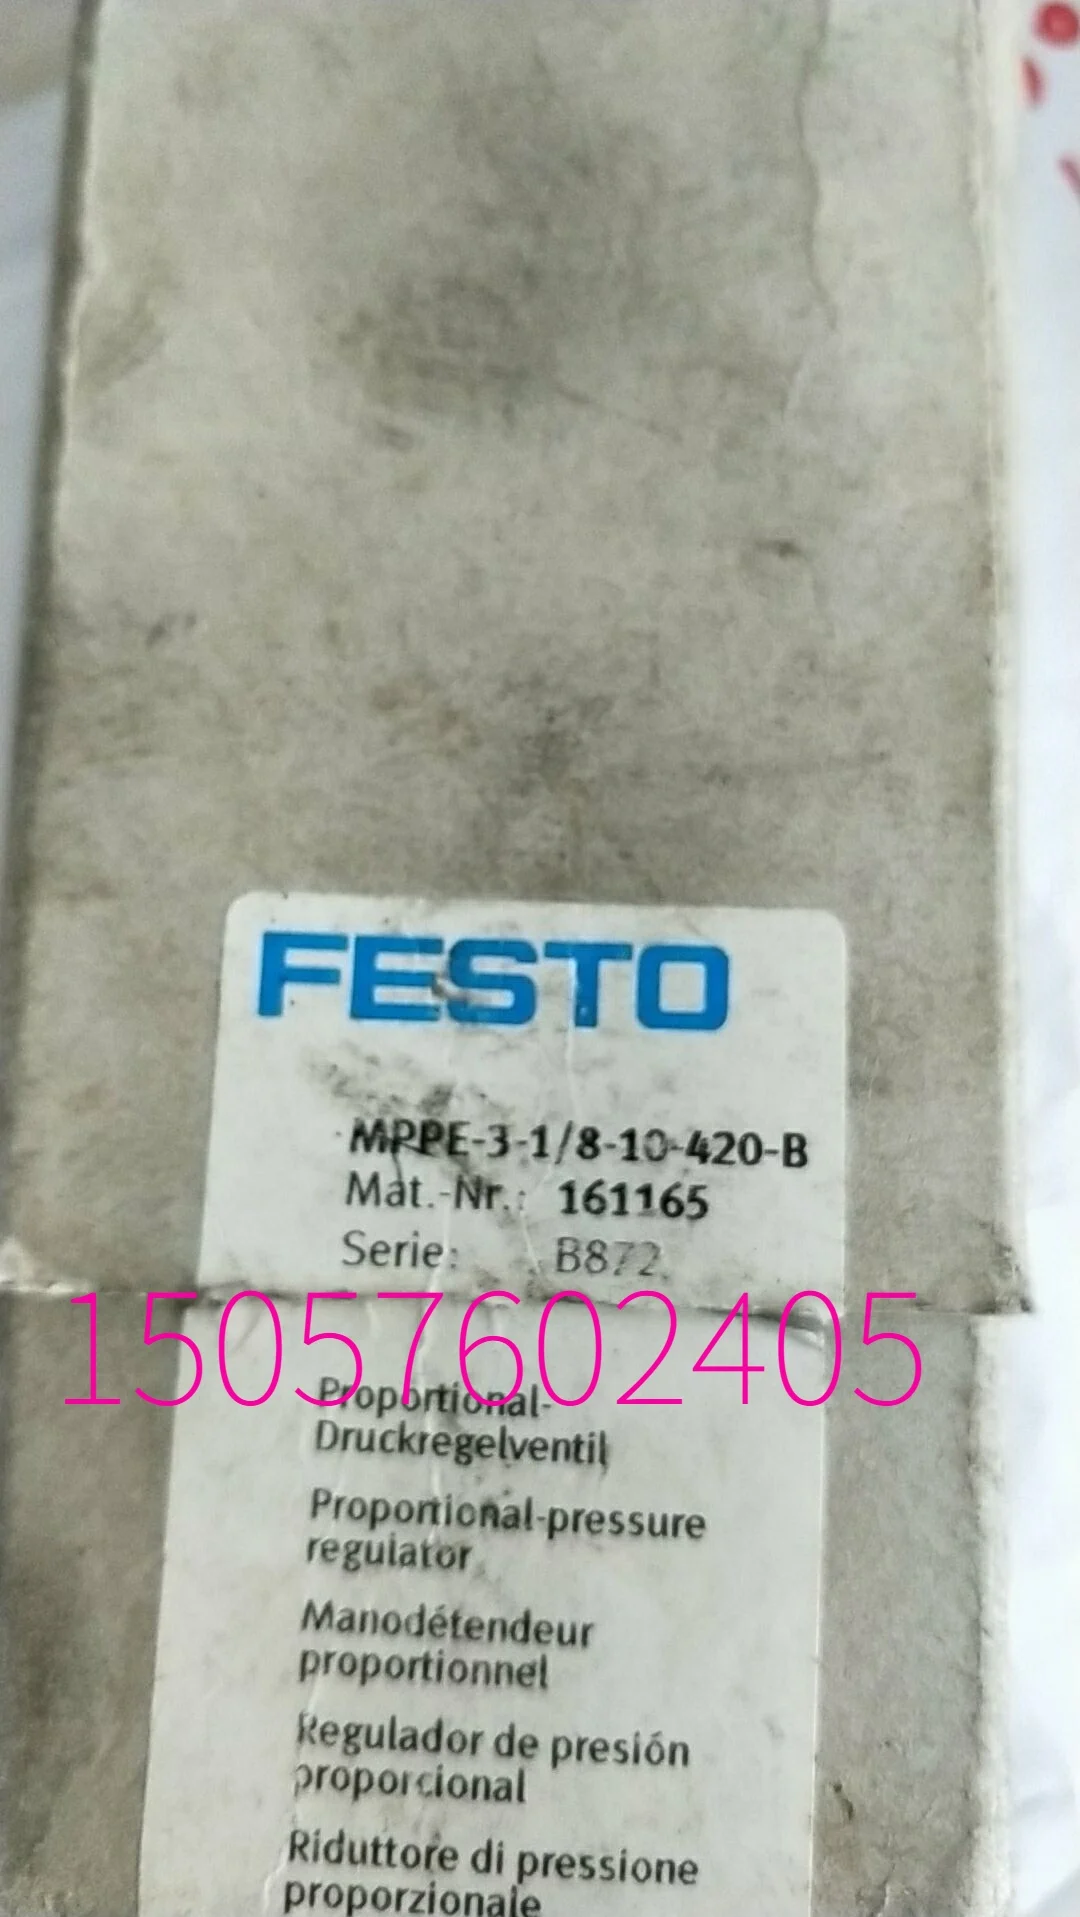 FESTO
MPPE-3-1/8-10-420-B
Mat.-Nr.: 161165
Serie: B872
15057602405
Proportional-
Druckregelventil
Proportional-pressure
regulator
Manodétendeur
proportionnel
Regulador de presión
proporcional
Riduttore di pressione
proporzionale